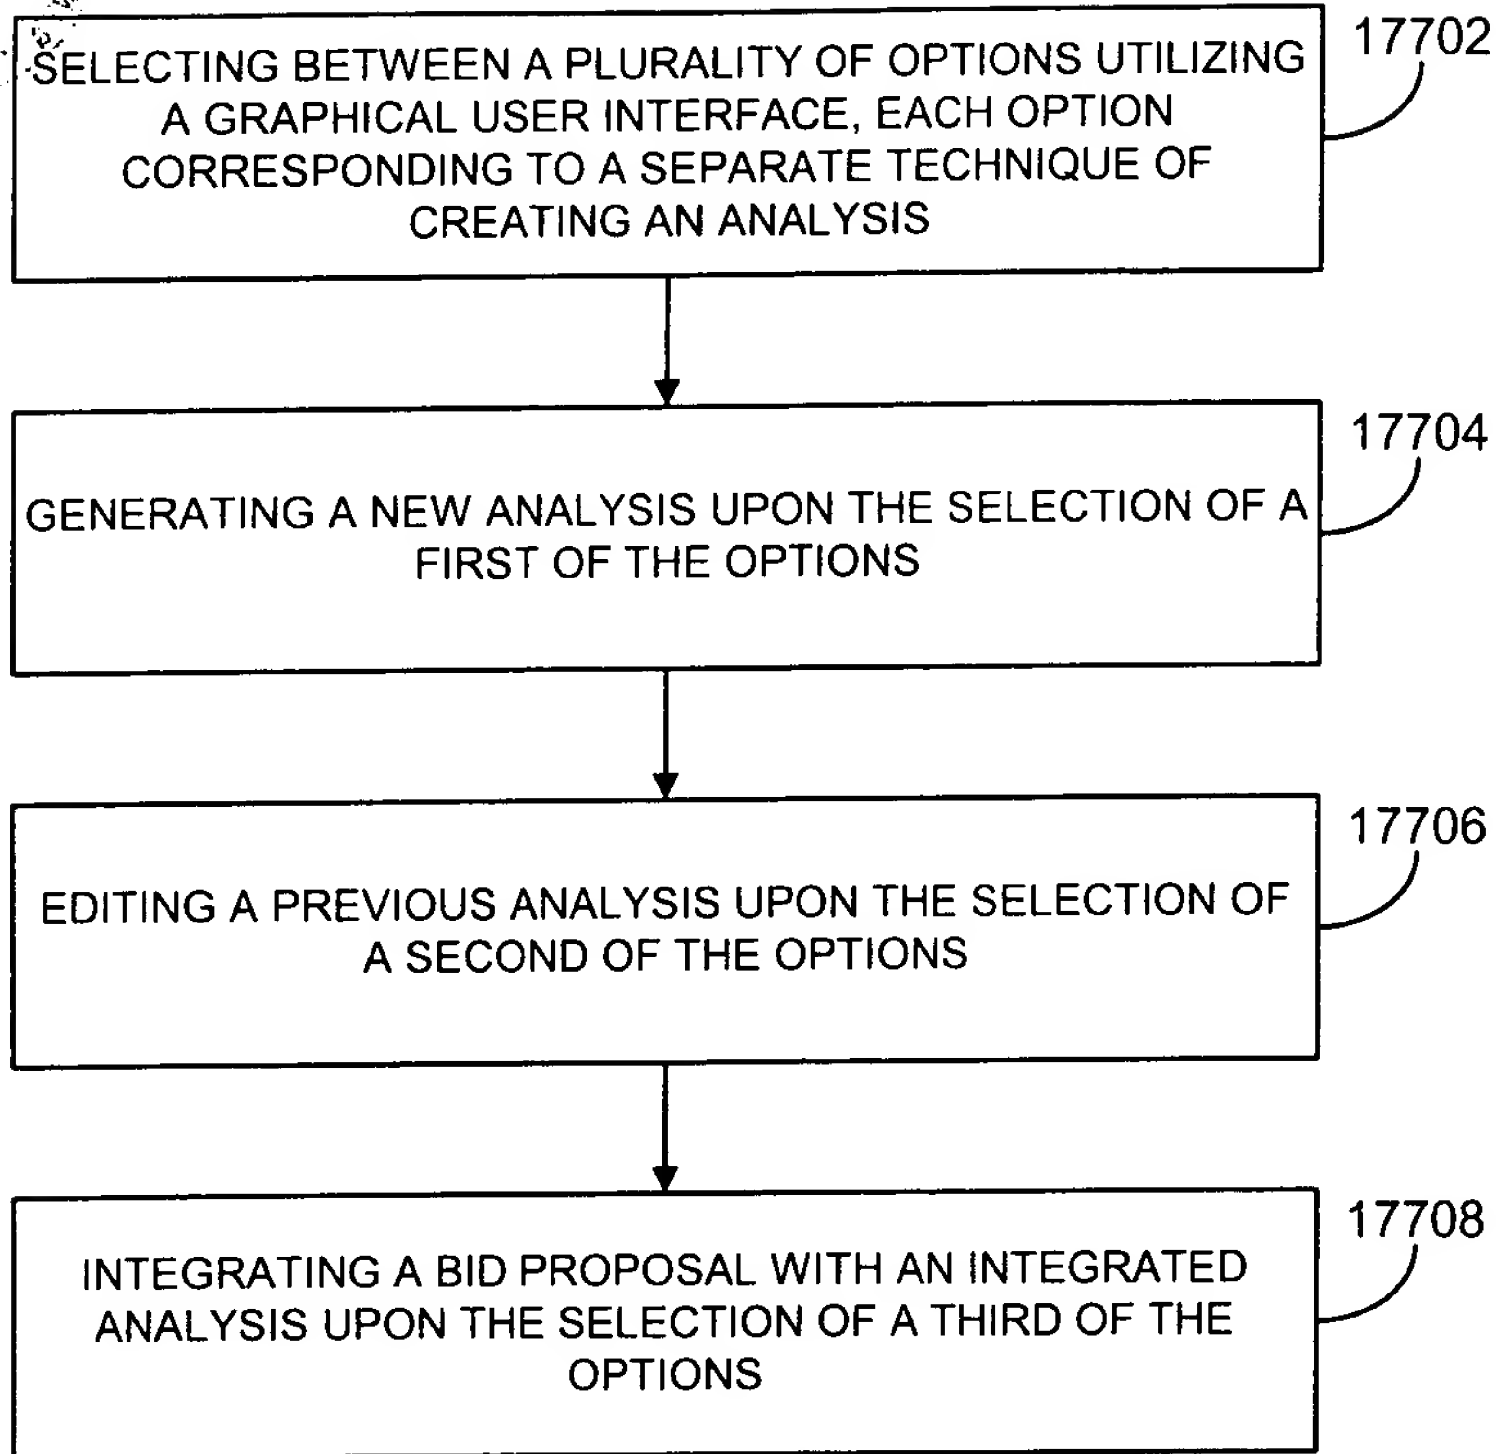 SELECTING BETWEEN A PLURALITY OF OPTIONS UTILIZING
A GRAPHICAL USER INTERFACE, EACH OPTION
CORRESPONDING TO A SEPARATE TECHNIQUE OF
CREATING AN ANALYSIS
17702
GENERATING A NEW ANALYSIS UPON THE SELECTION OF A
FIRST OF THE OPTIONS
17704
EDITING A PREVIOUS ANALYSIS UPON THE SELECTION OF
A SECOND OF THE OPTIONS
17706
INTEGRATING A BID PROPOSAL WITH AN INTEGRATED
ANALYSIS UPON THE SELECTION OF A THIRD OF THE
OPTIONS
17708